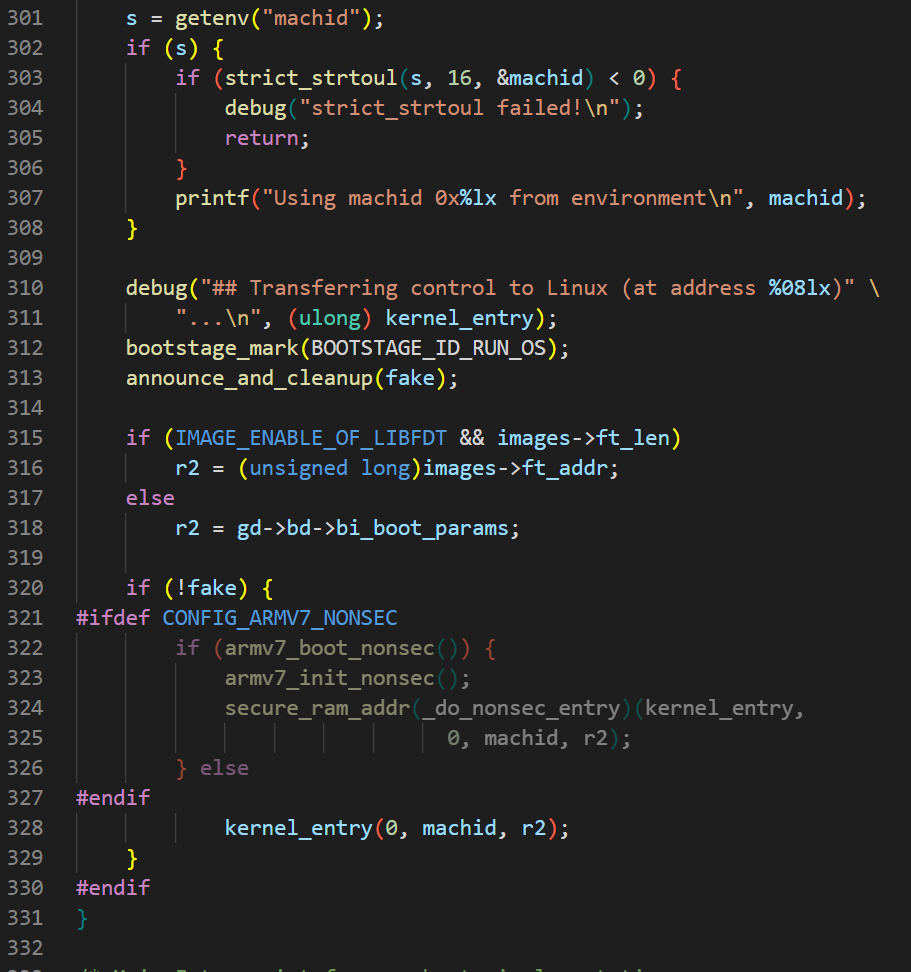 301 s = getenv("machid");
302 if (s) {
303 if (strict_strtoul(s, 16, &machid) < 0) {
304 debug("strict_strtoul failed!\n");
305 return;
306 }
307 printf("Using machid 0x%lx from environment\n", machid);
308 }
309
310 debug("## Transferring control to Linux (at address %08lx)" \
311 "...\n", (ulong) kernel_entry);
312 bootstage_mark(BOOTSTAGE_ID_RUN_OS);
313 announce_and_cleanup(fake);
314
315 if (IMAGE_ENABLE_OF_LIBFDT && images->ft_len)
316 r2 = (unsigned long)images->ft_addr;
317 else
318 r2 = gd->bd->bi_boot_params;
319
320 if (!fake) {
321 #ifdef CONFIG_ARMV7_NONSEC
322 if (armv7_boot_nonsec()) {
323 armv7_init_nonsec();
324 secure_ram_addr(_do_nonsec_entry)(kernel_entry,
325 0, machid, r2);
326 } else
327 #endif
328 kernel_entry(0, machid, r2);
329 }
330 #endif
331 }
332